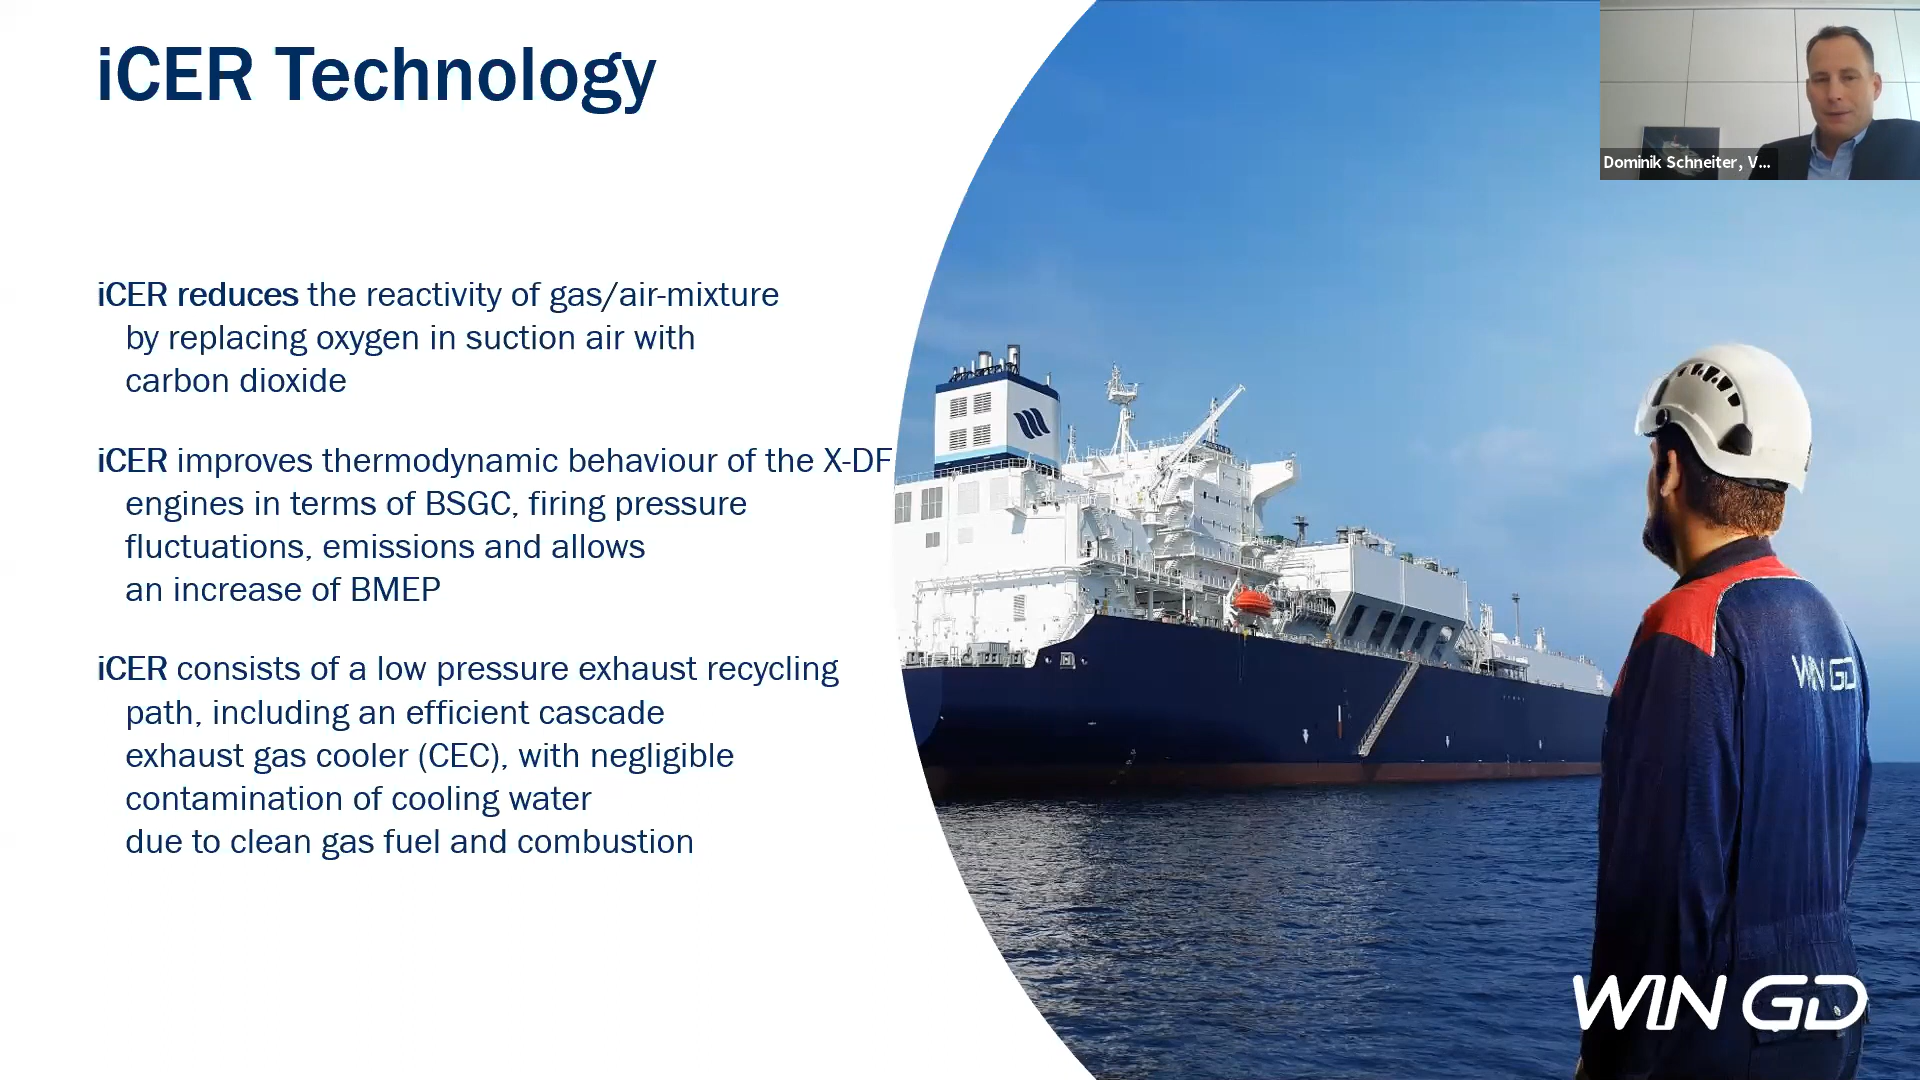 iCER Technology
Dominik Schneiter, V...
iCER reduces the reactivity of gas/air-mixture
by replacing oxygen in suction air with
carbon dioxide
iCER improves thermodynamic behaviour of the X-DF
engines in terms of BSGC, firing pressure
fluctuations, emissions and allows
an increase of BMEP
iCER consists of a low pressure exhaust recycling
path, including an efficient cascade
exhaust gas cooler (CEC), with negligible
contamination of cooling water
due to clean gas fuel and combustion
WIN GD
WIN GD